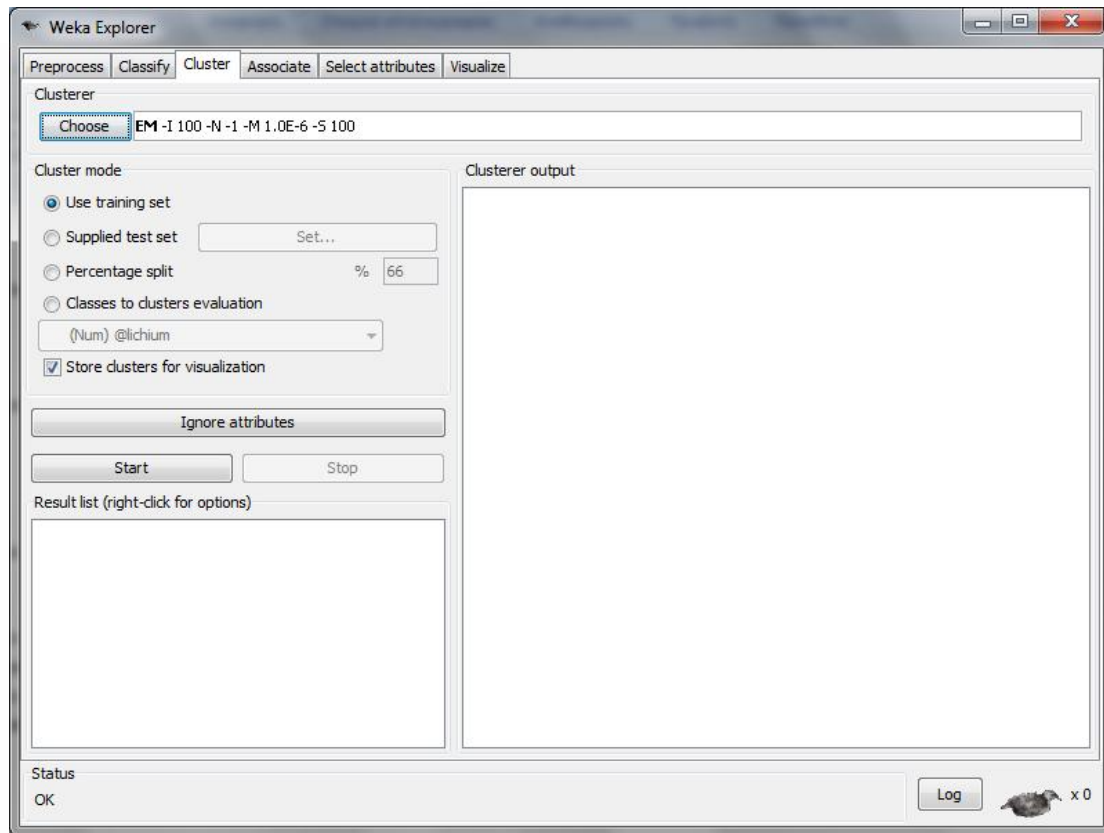 Weka Explorer
Preprocess Classify Cluster Associate Select attributes Visualize
Clusterer
Choose EM -I 100 -N -1 -M 1.0E-6 -S 100
Cluster mode
Use training set
Supplied test set Set...
Percentage split % 66
Classes to clusters evaluation
(Num) @lichium
Store clusters for visualization
Ignore attributes
Start Stop
Result list (right-click for options)
Clusterer output
Status
OK
Log x 0